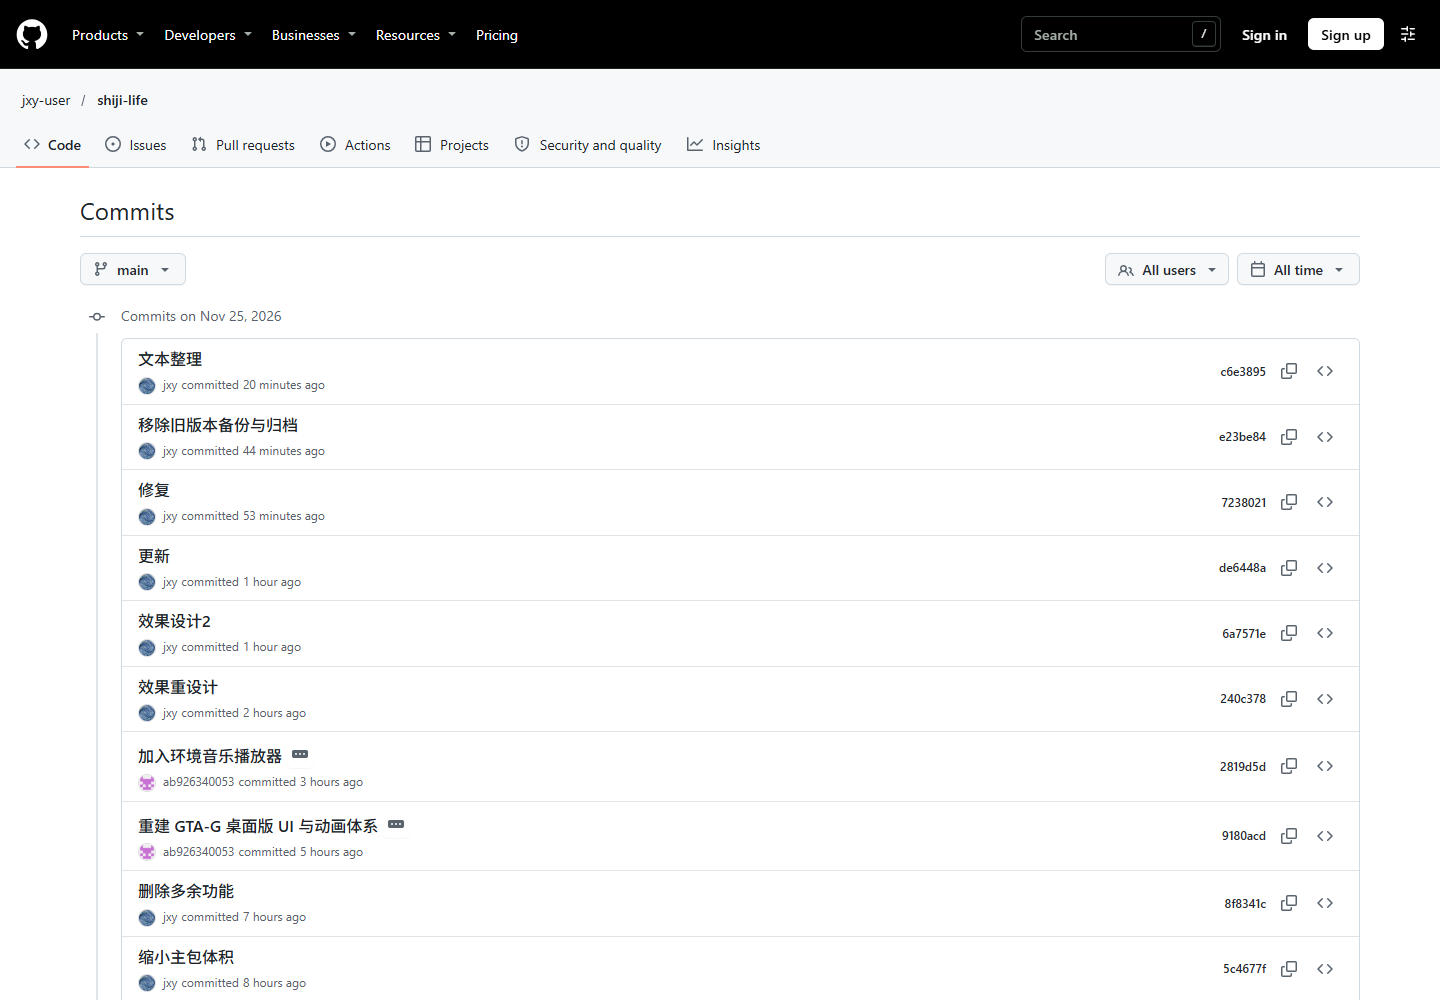 Products Developers Businesses Resources Pricing Search / Sign in Sign up
jxy-user / shiji-life
Code Issues Pull requests Actions Projects Security and quality Insights
Commits
main All users All time
Commits on Nov 25, 2026
文本整理
jxy committed 20 minutes ago
c6e3895
移除旧版本备份与归档
jxy committed 44 minutes ago
e23be84
修复
jxy committed 53 minutes ago
7238021
更新
jxy committed 1 hour ago
de6448a
效果设计2
jxy committed 1 hour ago
6a7571e
效果重设计
jxy committed 2 hours ago
240c378
加入环境音乐播放器
ab926340053 committed 3 hours ago
2819d5d
重建 GTA-G 桌面版 UI 与动画体系
ab926340053 committed 5 hours ago
9180acd
删除多余功能
jxy committed 7 hours ago
8f8341c
缩小主包体积
jxy committed 8 hours ago
5c4677f